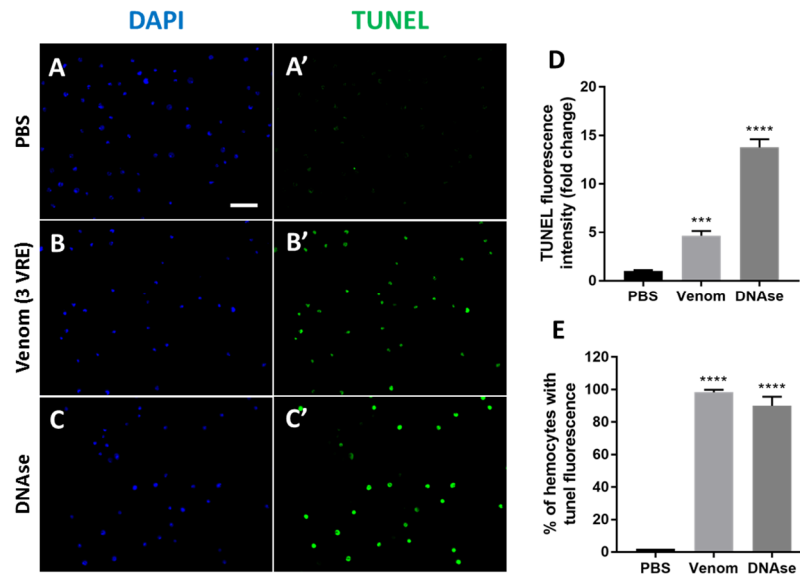 DAPI TUNEL
PBS
A A'
Venom (3 VRE)
B B'
DNAse
C C'
D
TUNEL fluorescence
intensity (fold change)
20
15
10
5
0
***
****
PBS Venom DNAse
E
% of hemocytes with
tunel fluorescence
120
100
80
60
40
20
0
**** ****
PBS Venom DNAse